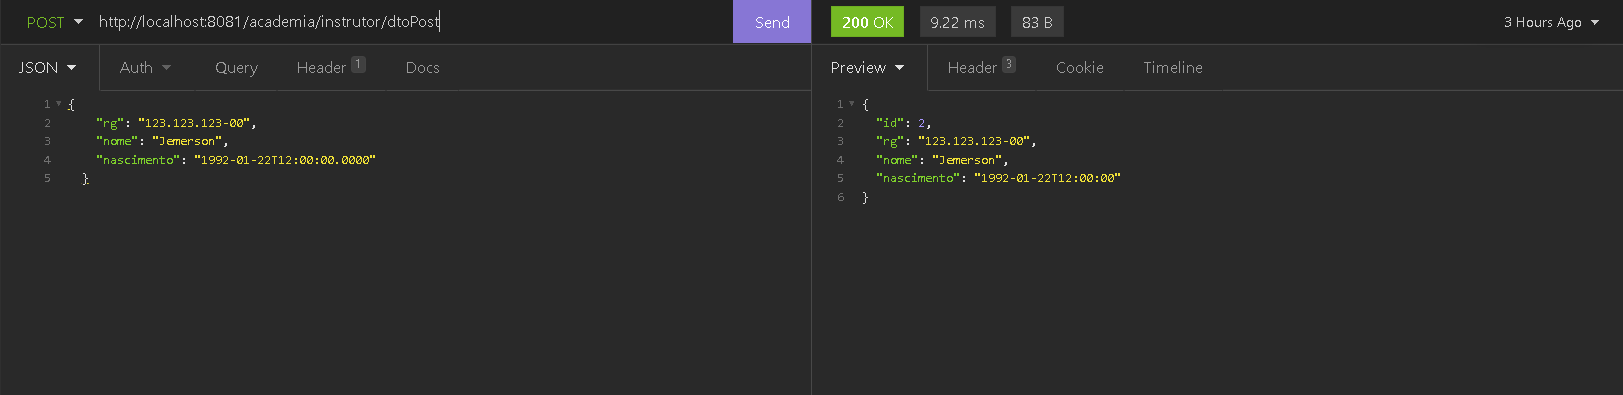 POST http://localhost:8081/academia/instrutor/dtoPost Send 200 OK 9.22 ms 83 B 3 Hours Ago
JSON Auth Query Header 1 Docs
1 {
2 "rg": "123.123.123-00",
3 "nome": "Jemerson",
4 "nascimento": "1992-01-22T12:00:00.0000"
5 }
Preview Header 3 Cookie Timeline
1 {
2 "id": 2,
3 "rg": "123.123.123-00",
4 "nome": "Jemerson",
5 "nascimento": "1992-01-22T12:00:00"
6 }